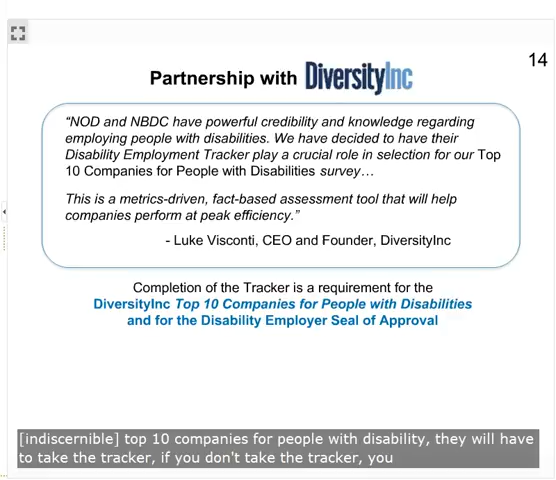 14
Partnership with DiversityInc
“NOD and NBDC have powerful credibility and knowledge regarding
employing people with disabilities. We have decided to have their
Disability Employment Tracker play a crucial role in selection for our Top
10 Companies for People with Disabilities survey…
This is a metrics-driven, fact-based assessment tool that will help
companies perform at peak efficiency.”
- Luke Visconti, CEO and Founder, DiversityInc
Completion of the Tracker is a requirement for the
DiversityInc Top 10 Companies for People with Disabilities
and for the Disability Employer Seal of Approval
[indiscernible] top 10 companies for people with disability, they will have
to take the tracker, if you don't take the tracker, you